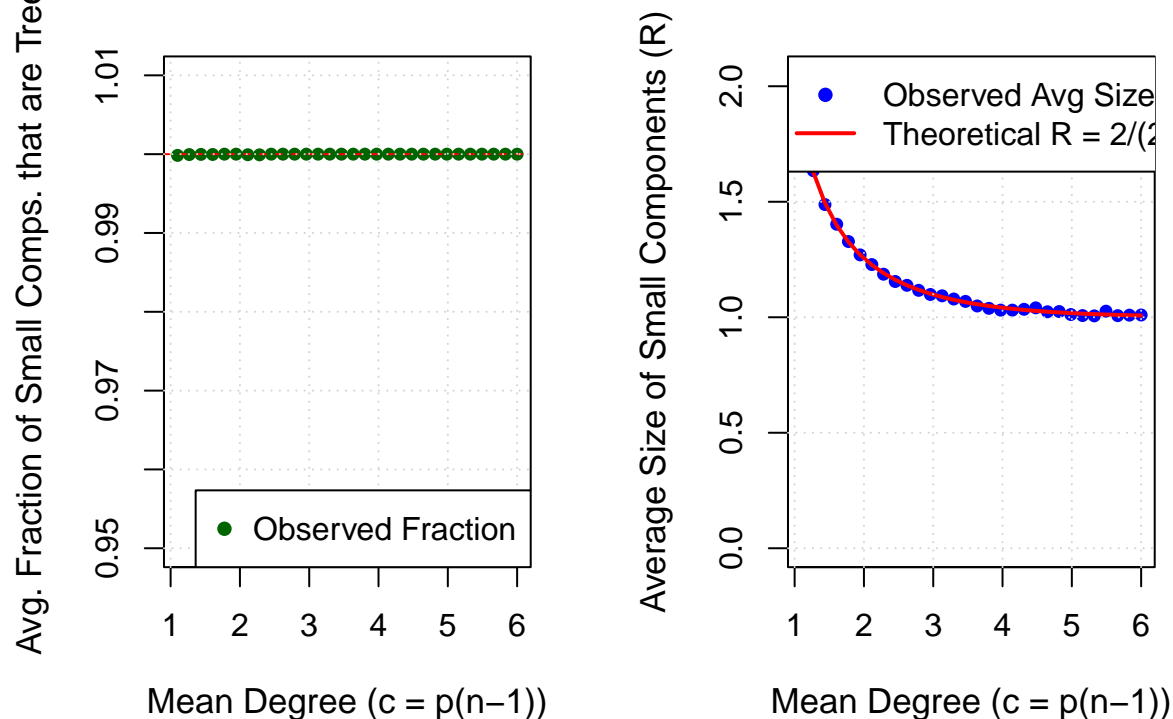 Avg. Fraction of Small Comps. that are Tree
1.01
0.99
0.97
0.95
Observed Fraction
1 2 3 4 5 6
Mean Degree (c = p(n−1))
Average Size of Small Components (R)
2.0
1.5
1.0
0.5
0.0
Observed Avg Size
Theoretical R = 2/(2
1 2 3 4 5 6
Mean Degree (c = p(n−1))